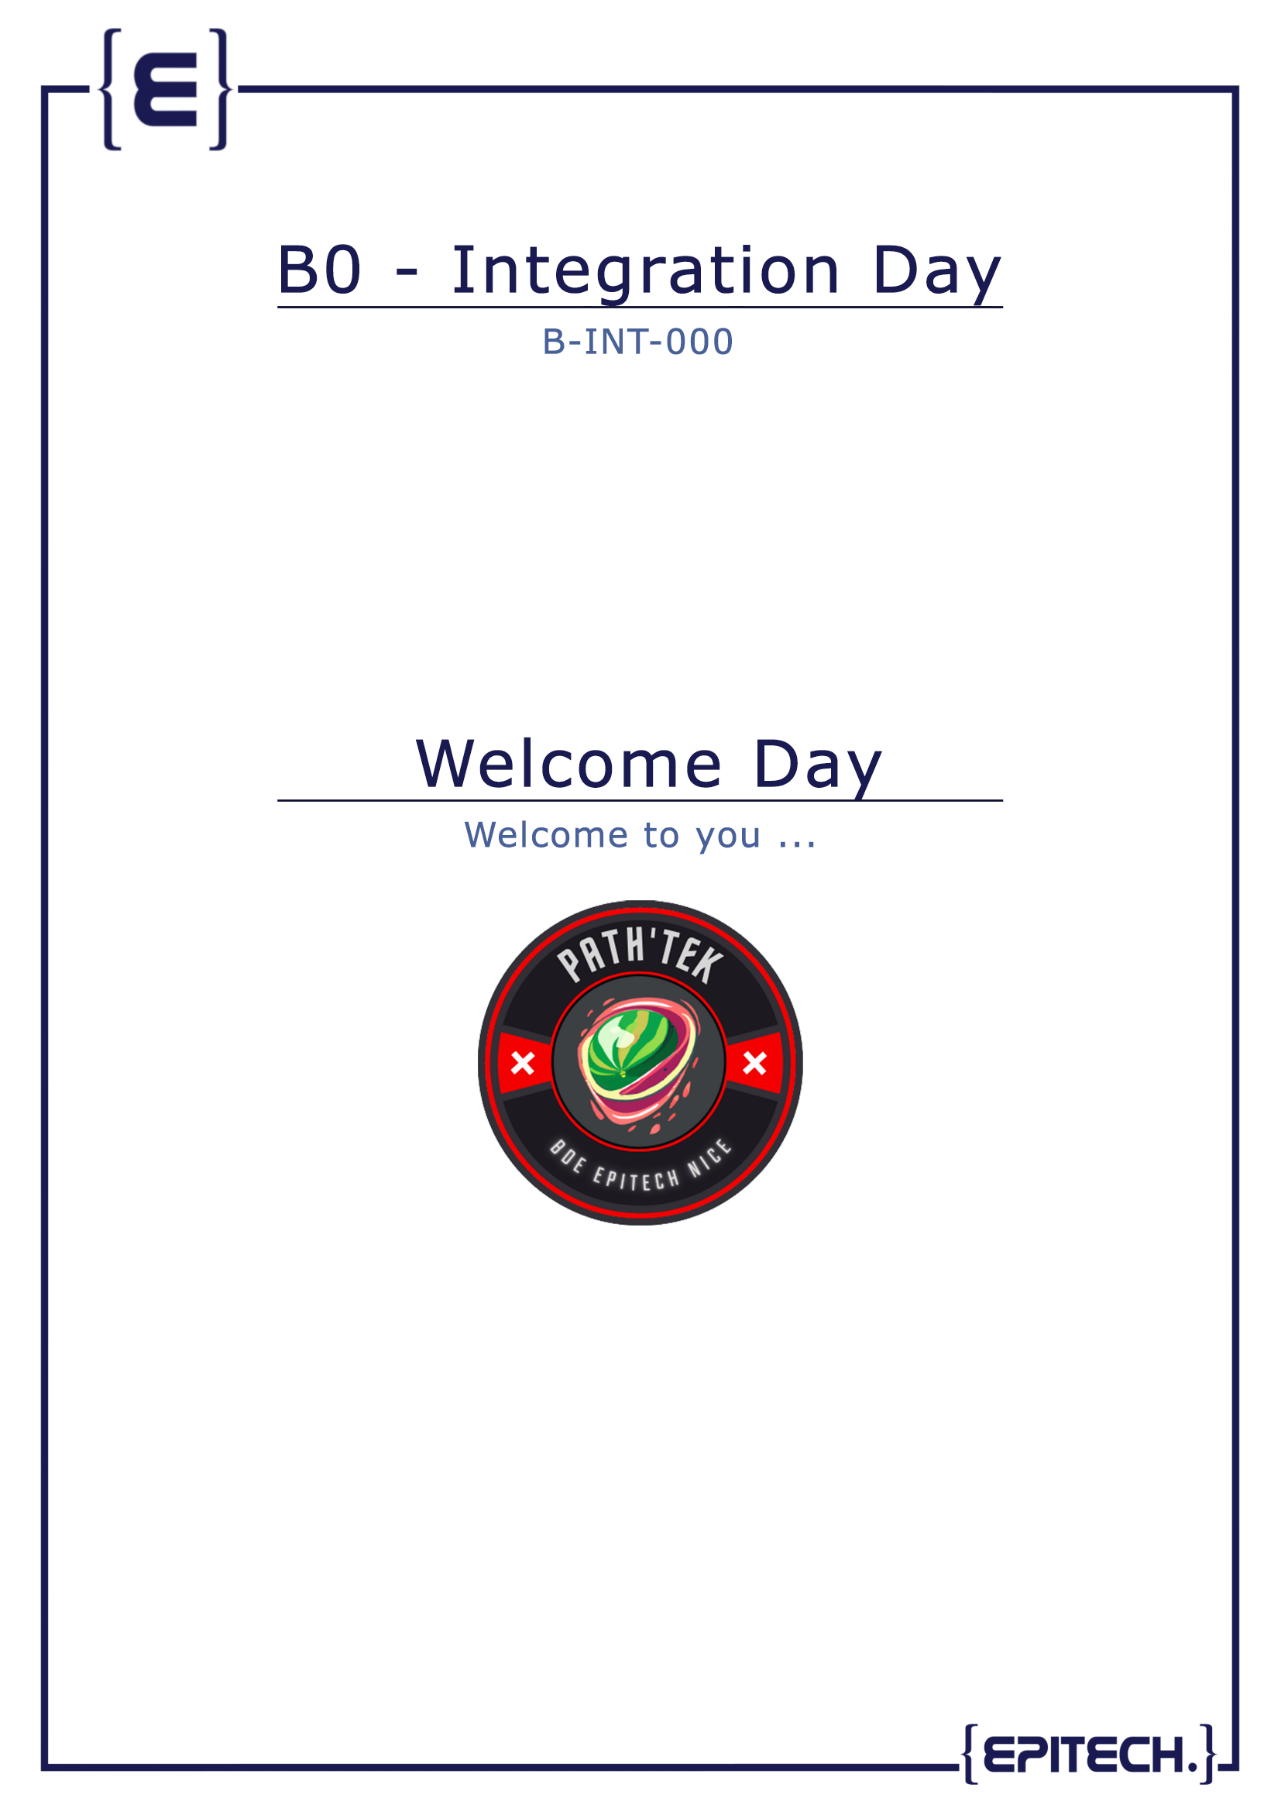 {E}
B0 - Integration Day
B-INT-000
Welcome Day
Welcome to you ...
PATH'TEK
BDE EPITECH NICE
{EPITECH.}